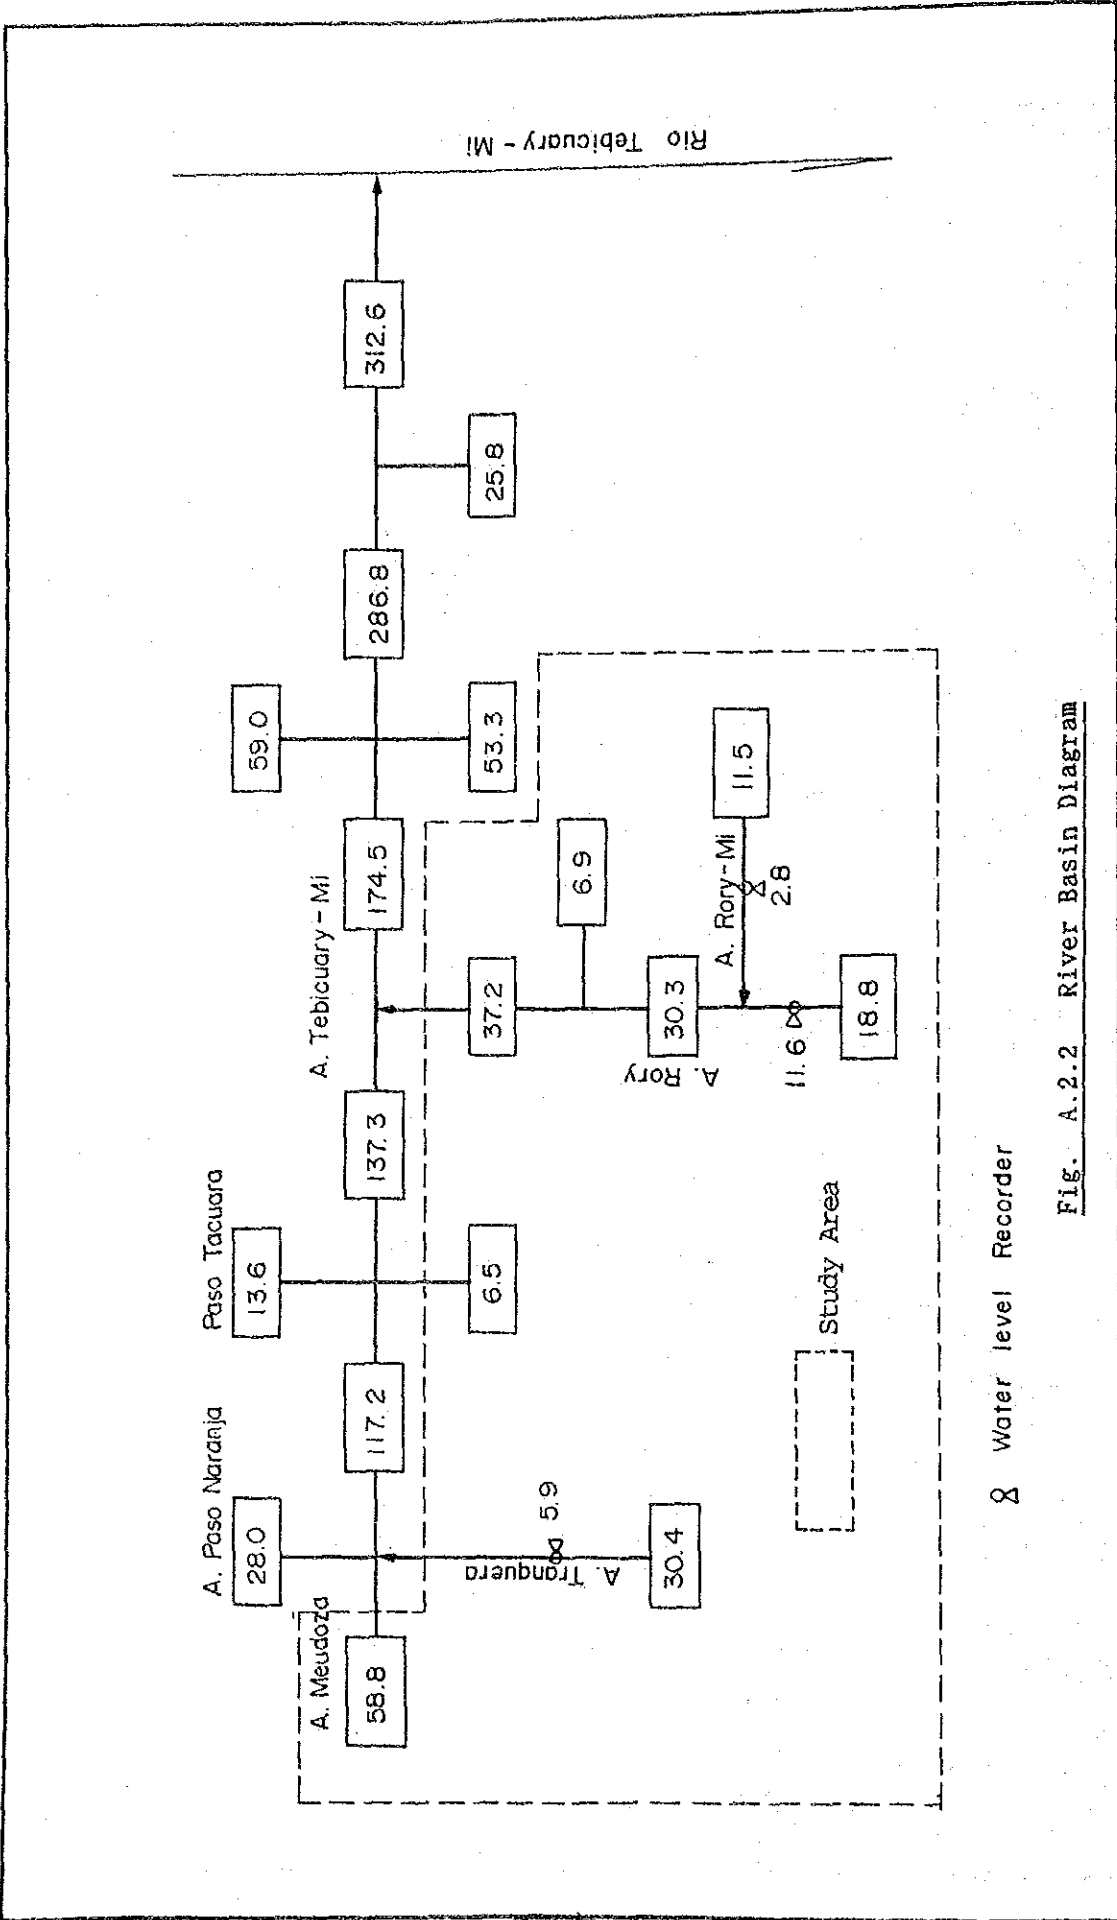 Rio Tebicuary-Mi
A. Paso Naranja
Paso Tacuara
28.0
13.6
59.0
A. Meudoza
A. Tebicuary-Mi
58.8
117.2
137.3
174.5
286.8
312.6
6.5
37.2
53.3
25.8
A. Tranquera
5.9
6.9
30.4
A. Rory
30.3
A. Rory-Mi
11.5
2.8
11.6
18.8
Study Area
Water level Recorder
Fig. A.2.2 River Basin Diagram